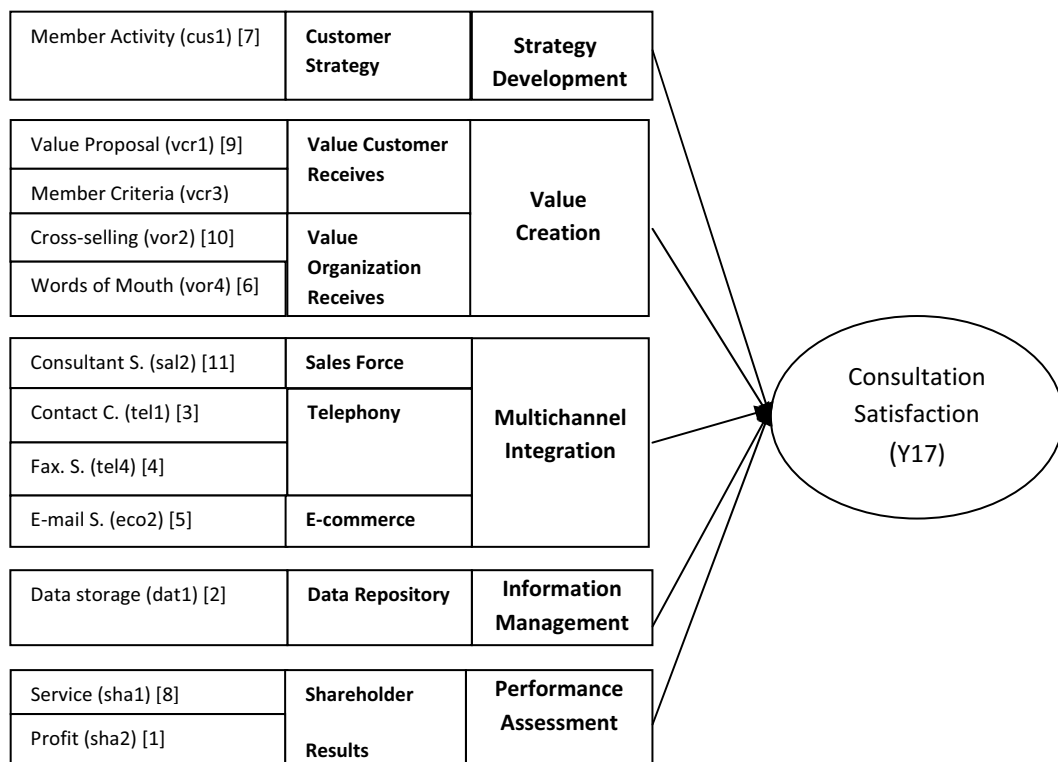 Member Activity (cus1) [7]
Customer
Strategy
Strategy
Development
Value Proposal (vcr1) [9]
Member Criteria (vcr3)
Value Customer
Receives
Cross-selling (vor2) [10]
Words of Mouth (vor4) [6]
Value
Organization
Receives
Value
Creation
Consultant S. (sal2) [11]
Sales Force
Contact C. (tel1) [3]
Fax. S. (tel4) [4]
Telephony
E-mail S. (eco2) [5]
E-commerce
Multichannel
Integration
Data storage (dat1) [2]
Data Repository
Information
Management
Service (sha1) [8]
Profit (sha2) [1]
Shareholder
Results
Performance
Assessment
Consultation
Satisfaction
(Y17)